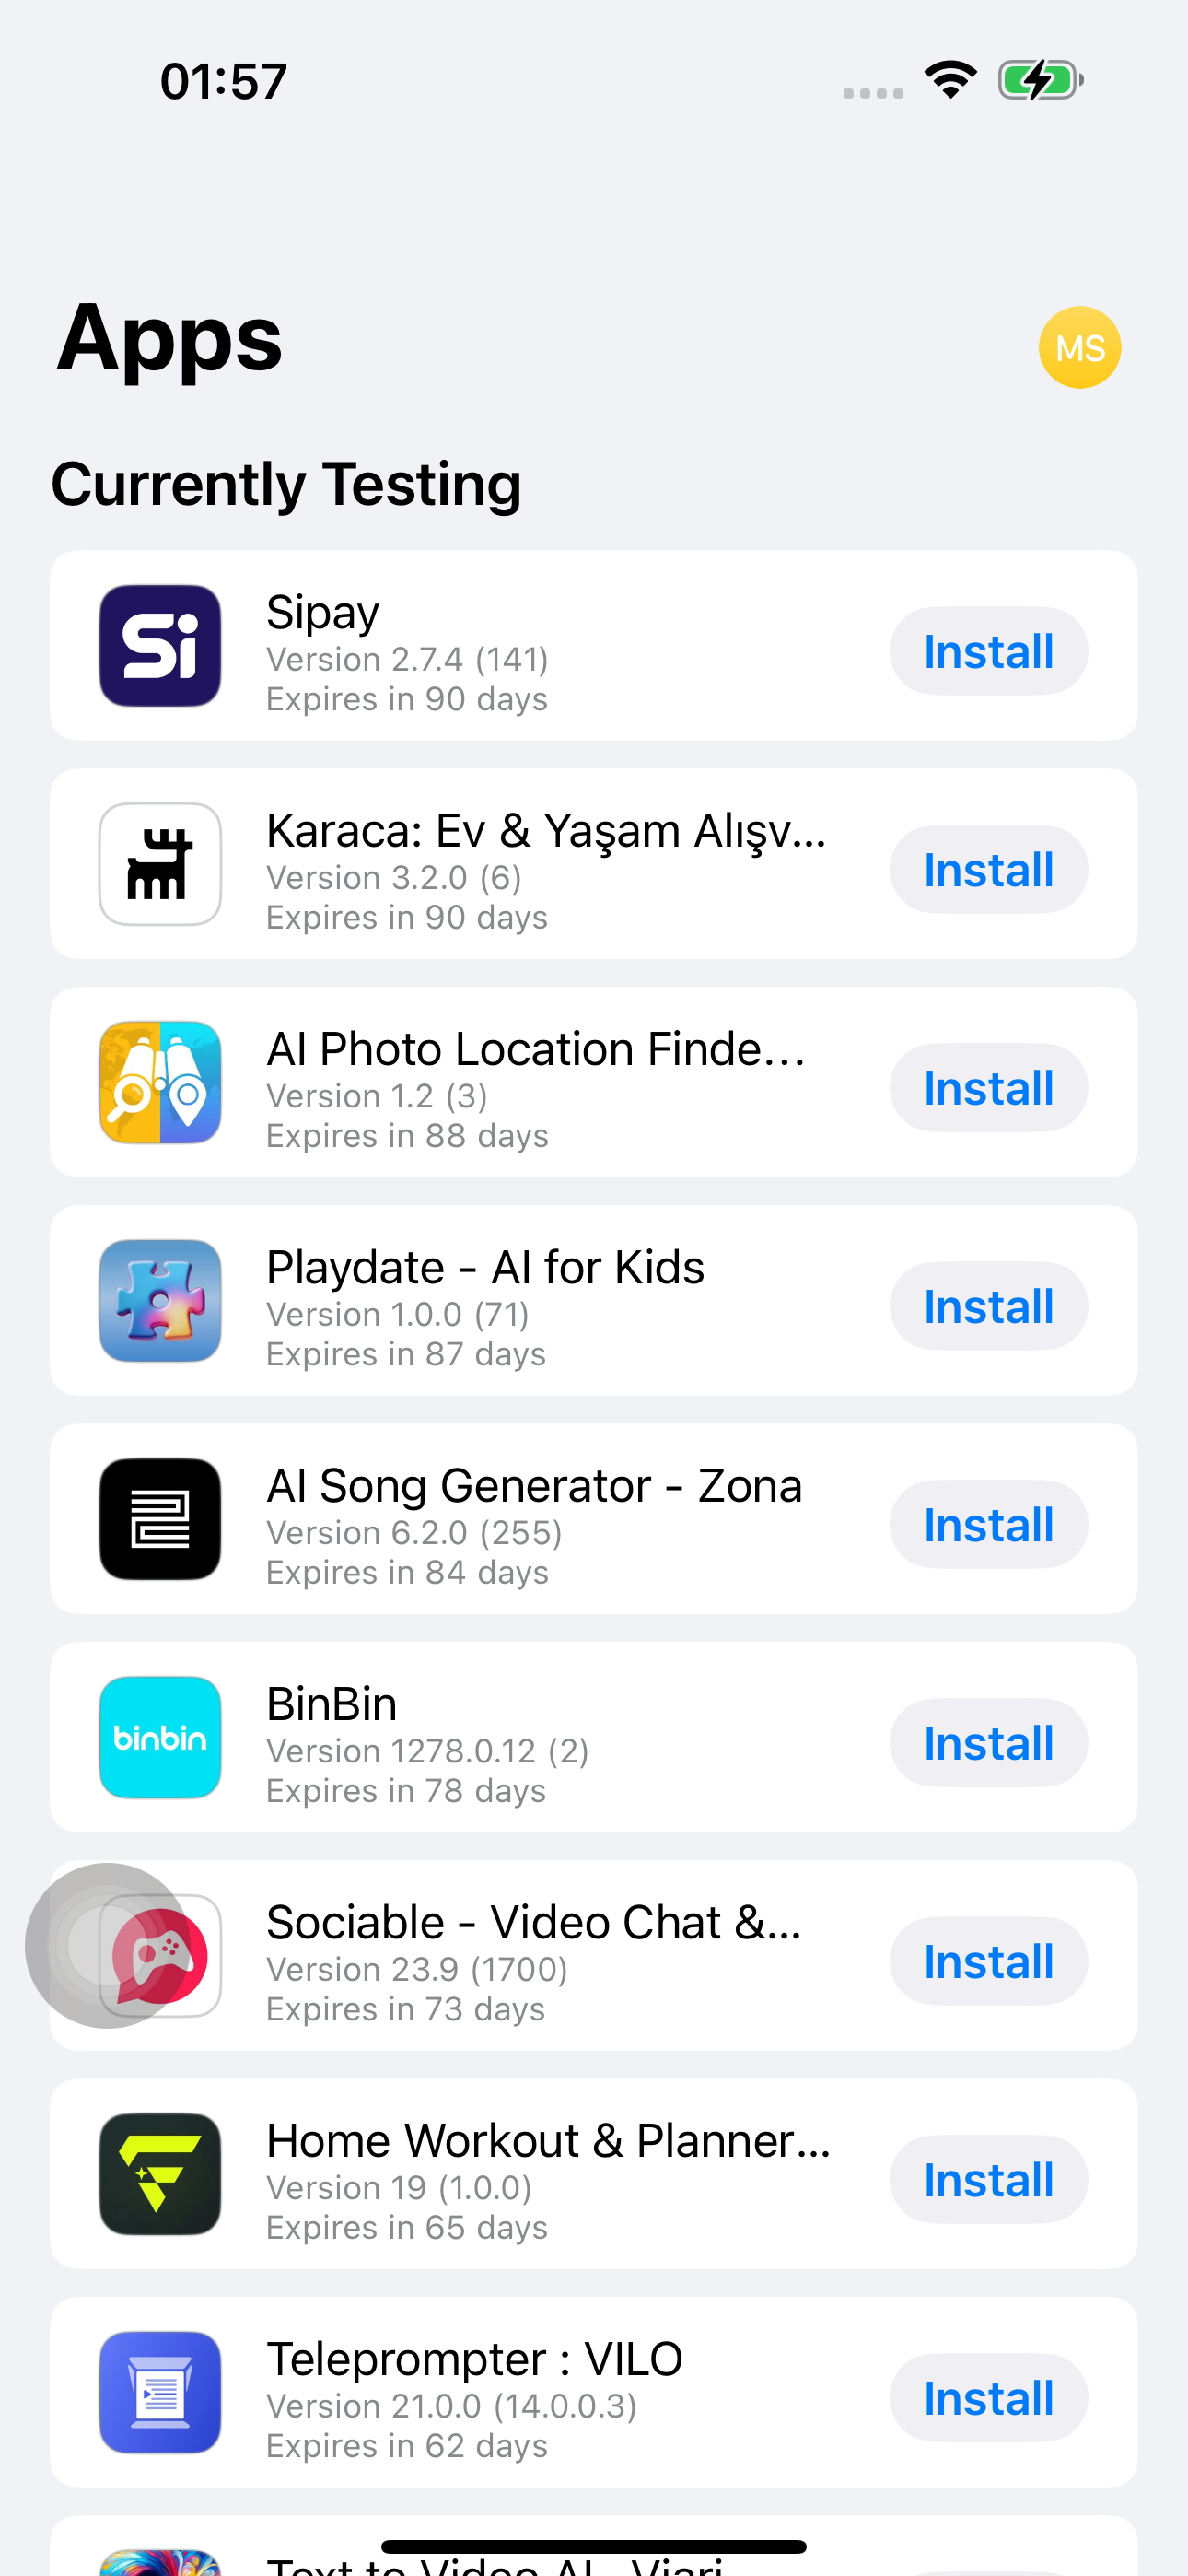 01:57
Apps
MS
Currently Testing
Si
Sipay
Version 2.7.4 (141)
Expires in 90 days
Install
Karaca: Ev & Yaşam Alışv...
Version 3.2.0 (6)
Expires in 90 days
Install
AI Photo Location Finde...
Version 1.2 (3)
Expires in 88 days
Install
Playdate - AI for Kids
Version 1.0.0 (71)
Expires in 87 days
Install
AI Song Generator - Zona
Version 6.2.0 (255)
Expires in 84 days
Install
binbin
BinBin
Version 1278.0.12 (2)
Expires in 78 days
Install
Sociable - Video Chat &...
Version 23.9 (1700)
Expires in 73 days
Install
Home Workout & Planner...
Version 19 (1.0.0)
Expires in 65 days
Install
Teleprompter : VILO
Version 21.0.0 (14.0.0.3)
Expires in 62 days
Install
Text to Video AI - Viari